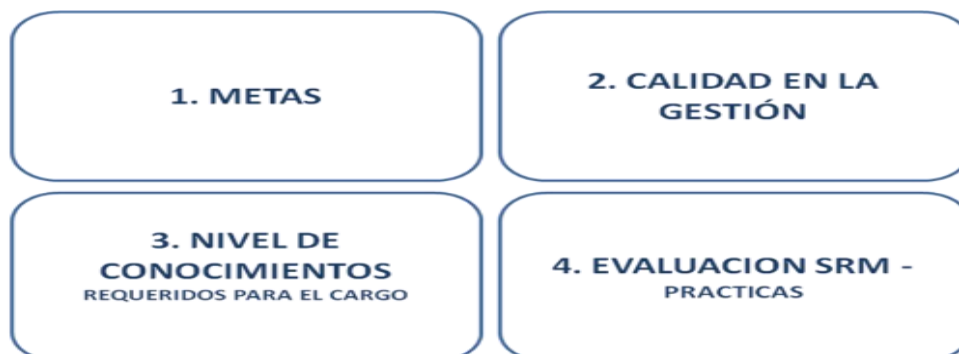 1. METAS
2. CALIDAD EN LA
GESTIÓN
3. NIVEL DE
CONOCIMIENTOS
REQUERIDOS PARA EL CARGO
4. EVALUACION SRM -
PRACTICAS